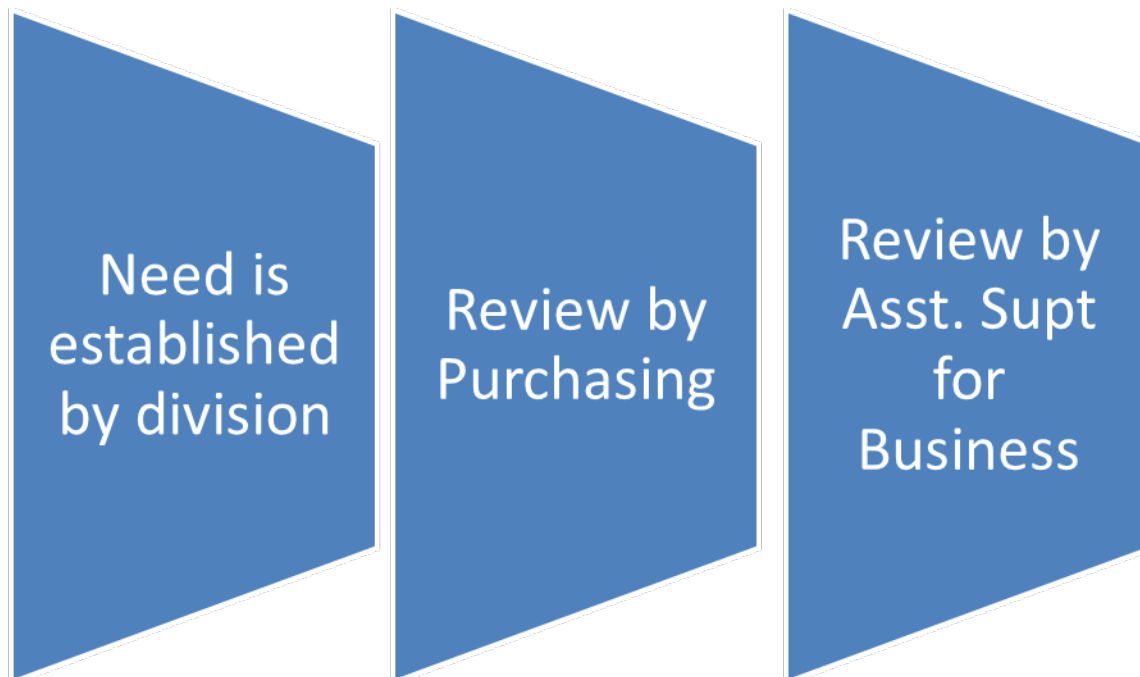 Need is
established
by division
Review by
Purchasing
Review by
Asst. Supt
for
Business